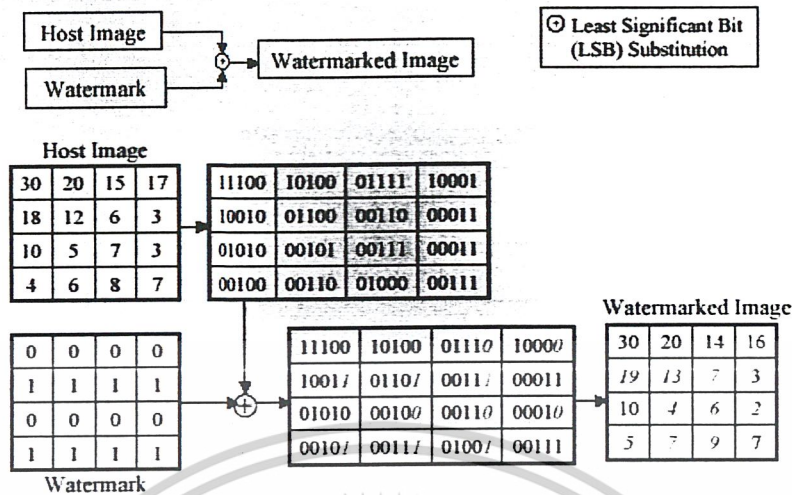 Host Image
Watermark
Watermarked Image
Least Significant Bit
(LSB) Substitution
Host Image
30 20 15 17
18 12 6 3
10 5 7 3
4 6 8 7
11100 10100 01111 10001
10010 01100 00110 00011
01010 00101 00111 00011
00100 00110 01000 00111
0 0 0 0
1 1 1 1
0 0 0 0
1 1 1 1
Watermark
11100 10100 01110 10000
10011 01101 00111 00011
01010 00100 00110 00010
00101 00111 01001 00111
Watermarked Image
30 20 14 16
19 13 7 3
10 4 6 2
5 7 9 7